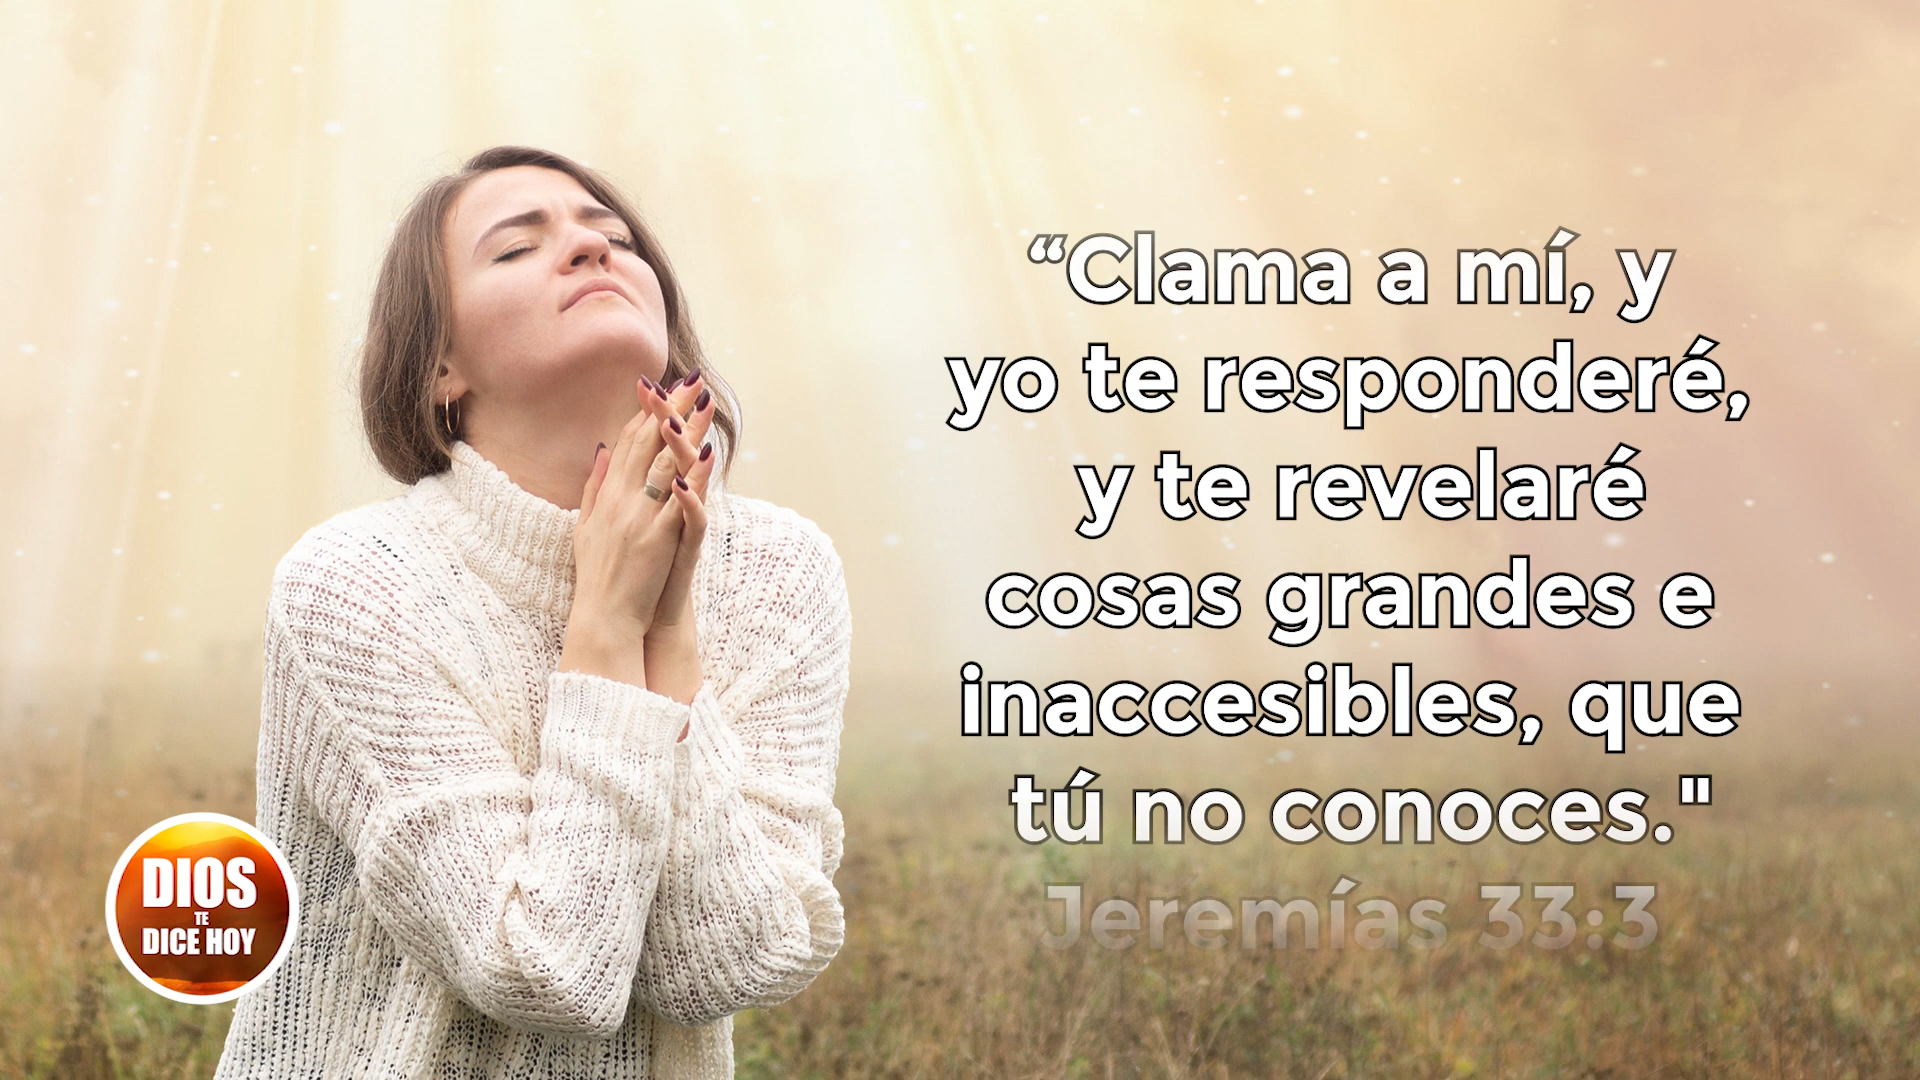 “Clama a mí, y
yo te responderé,
y te revelaré
cosas grandes e
inaccesibles, que
tú no conoces."
Jeremías 33:3
DIOS
TE
DICE HOY